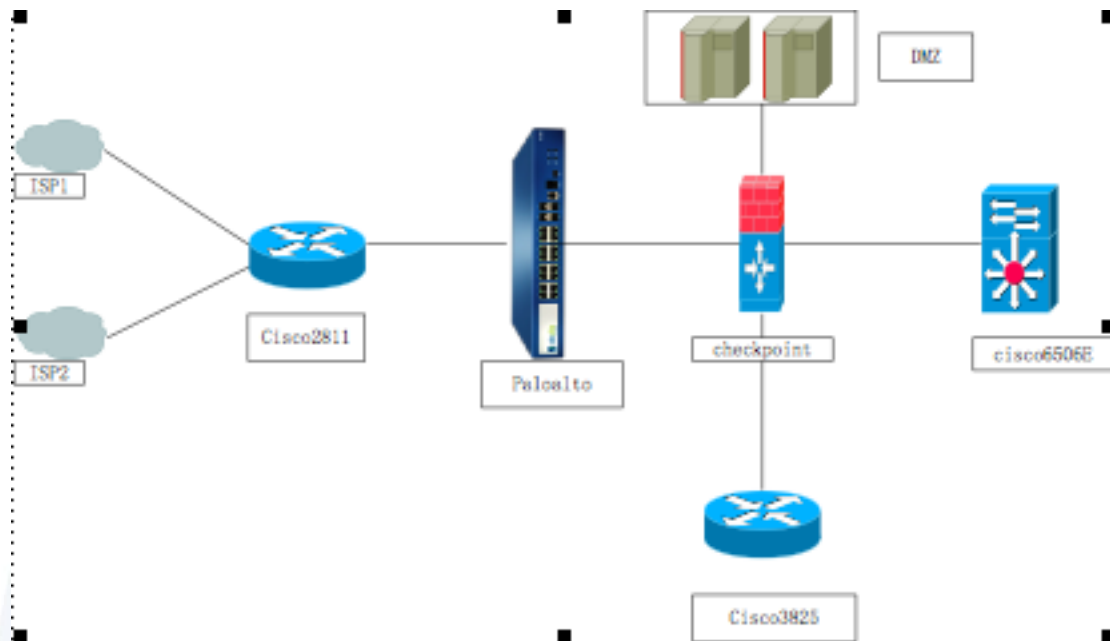 DMZ
ISP1
Cisco2811
checkpoint
cisco6506E
ISP2
Paloalto
Cisco3825